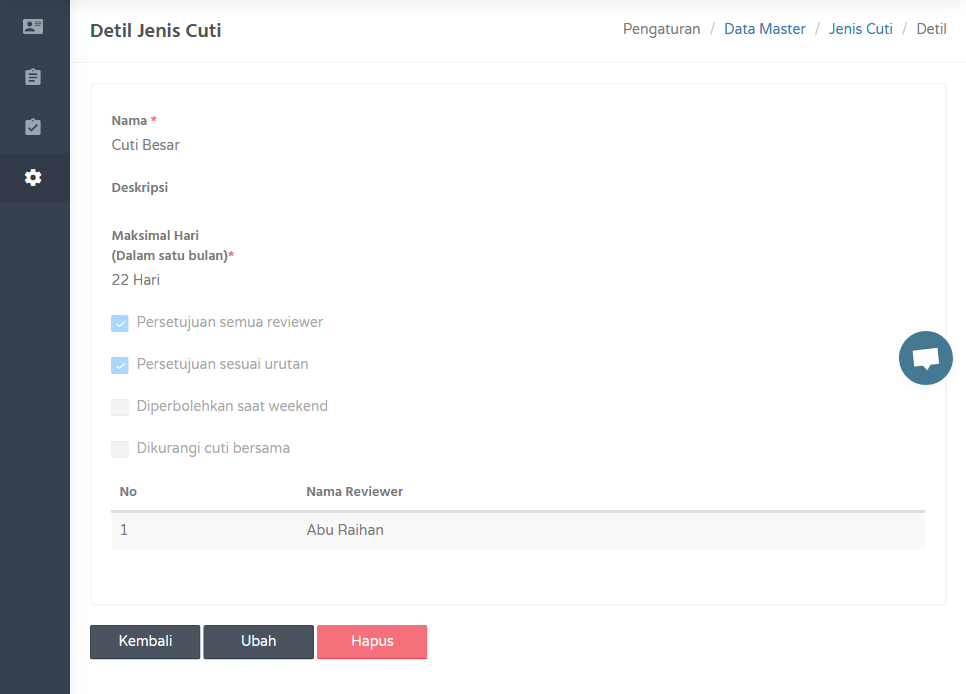 Detil Jenis Cuti
Pengaturan / Data Master / Jenis Cuti / Detil
Nama *
Cuti Besar
Deskripsi
Maksimal Hari
(Dalam satu bulan)*
22 Hari
Persetujuan semua reviewer
Persetujuan sesuai urutan
Diperbolehkan saat weekend
Dikurangi cuti bersama
No Nama Reviewer
1 Abu Raihan
Kembali Ubah Hapus